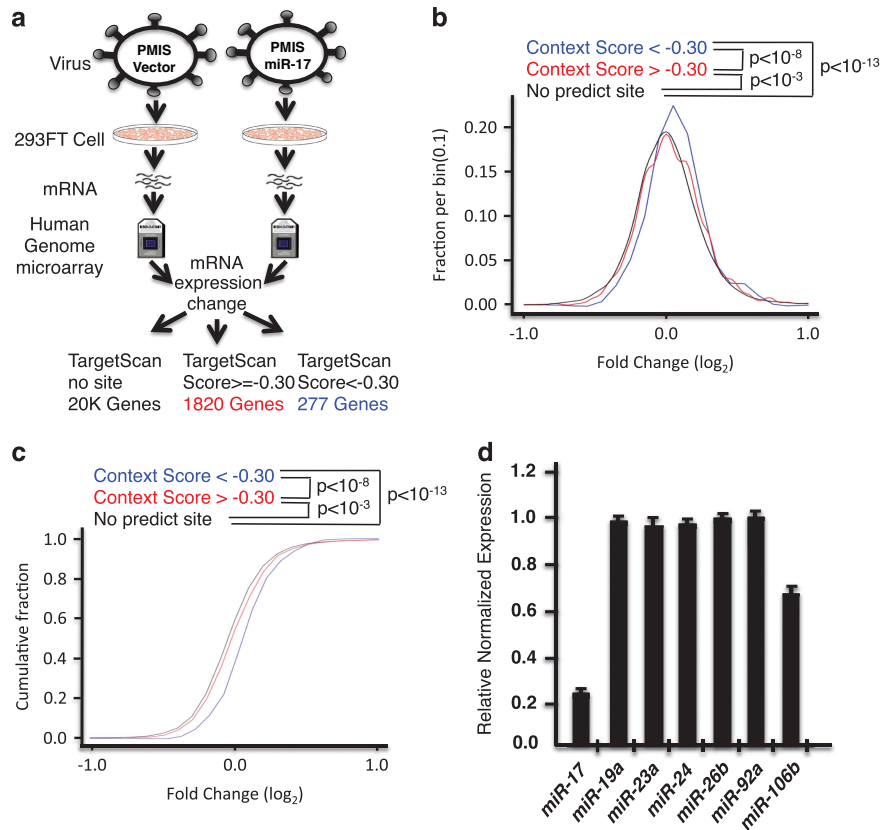 a
Virus
PMIS
Vector
PMIS
miR-17
293FT Cell
mRNA
Human
Genome
microarray
mRNA
expression
change
TargetScan
no site
20K Genes
TargetScan
Score>=-0.30
1820 Genes
TargetScan
Score<-0.30
277 Genes
b
Context Score < -0.30
Context Score > -0.30
No predict site
p<10-8
p<10-3
p<10-13
Fraction per bin(0.1)
0.20
0.15
0.10
0.05
0.00
-1.0
0.0
1.0
Fold Change (log2)
c
Context Score < -0.30
Context Score > -0.30
No predict site
p<10-8
p<10-3
p<10-13
Cumulative fraction
1.0
0.8
0.6
0.4
0.2
0.0
-1.0
0.0
1.0
Fold Change (log2)
d
Relative Normalized Expression
1.2
1.0
0.8
0.6
0.4
0.2
0.0
miR-17
miR-19a
miR-23a
miR-24
miR-26b
miR-92a
miR-106b